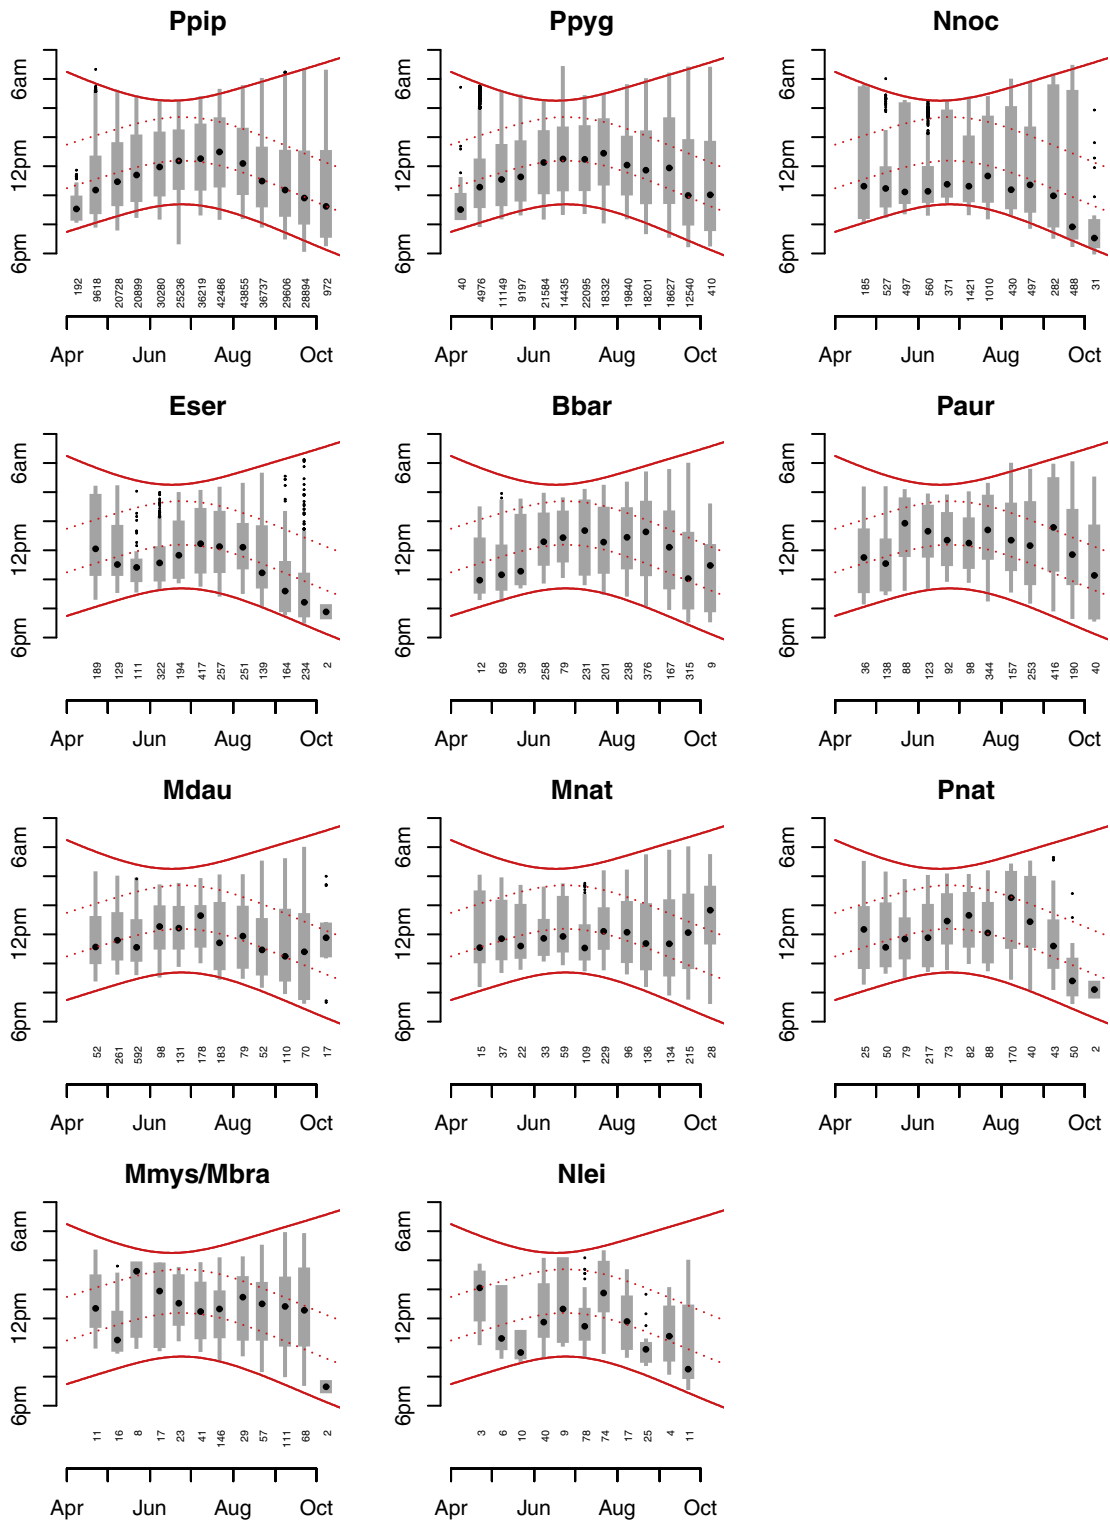 Ppip Ppyg Nnoc
6am 6am 6am
12pm 12pm 12pm
6pm 6pm 6pm
192 9618 20728 20899 30280 25236 36219 42486 43855 36737 29606 28894 972
40 4976 11149 9197 21584 14435 22095 18332 19840 18201 18627 12540 410
185 527 497 560 371 1421 1010 430 497 282 488 31
Apr Jun Aug Oct Apr Jun Aug Oct Apr Jun Aug Oct
Eser Bbar Paur
6am 6am 6am
12pm 12pm 12pm
6pm 6pm 6pm
189 129 111 322 194 417 257 251 139 164 234 2
12 69 39 258 79 231 201 238 376 167 315 9
36 138 88 123 92 98 344 157 253 416 190 40
Apr Jun Aug Oct Apr Jun Aug Oct Apr Jun Aug Oct
Mdau Mnat Pnat
6am 6am 6am
12pm 12pm 12pm
6pm 6pm 6pm
52 261 592 98 131 178 183 79 52 110 70 17
15 37 22 33 59 109 229 96 136 134 215 28
25 50 79 217 73 82 88 170 40 43 50 2
Apr Jun Aug Oct Apr Jun Aug Oct Apr Jun Aug Oct
Mmys/Mbra Nlei
6am 6am
12pm 12pm
6pm 6pm
11 16 8 17 23 41 146 29 57 111 68 2
3 6 10 40 9 78 74 17 25 4 11
Apr Jun Aug Oct Apr Jun Aug Oct